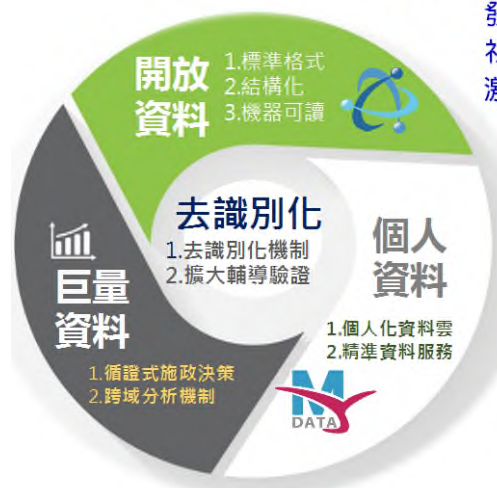 開放
資料
1.標準格式
2.結構化
3.機器可讀
去識別化
1.去識別化機制
2.擴大輔導驗證
個人
資料
1.個人化資料雲
2.精準資料服務
MY
DATA
巨量
資料
1.循證式施政決策
2.跨域分析機制